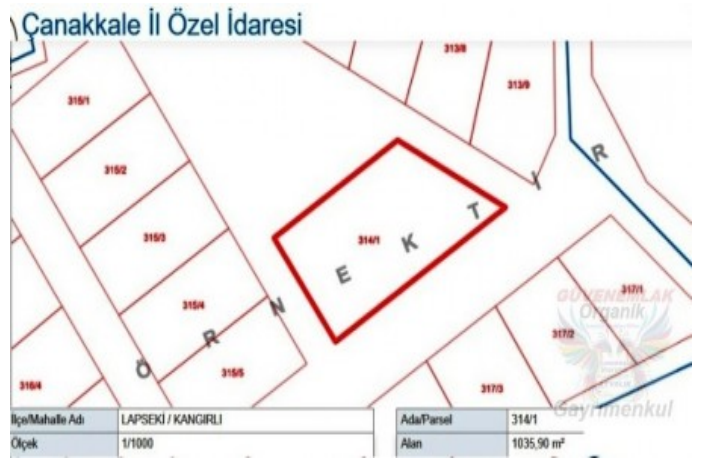 Çanakkale İl Özel İdaresi
313/8
313/9
315/1
315/2
315/3
314/1
315/4
315/5
316/4
317/1
317/2
317/3
Ö R N E K T İ R
GÜVENEMLAK
Organik
Gayrimenkul
İlçe/Mahalle Adı LAPSEKİ / KANGIRLI
Ölçek 1/1000
Ada/Parsel 314/1
Alan 1035,90 m²